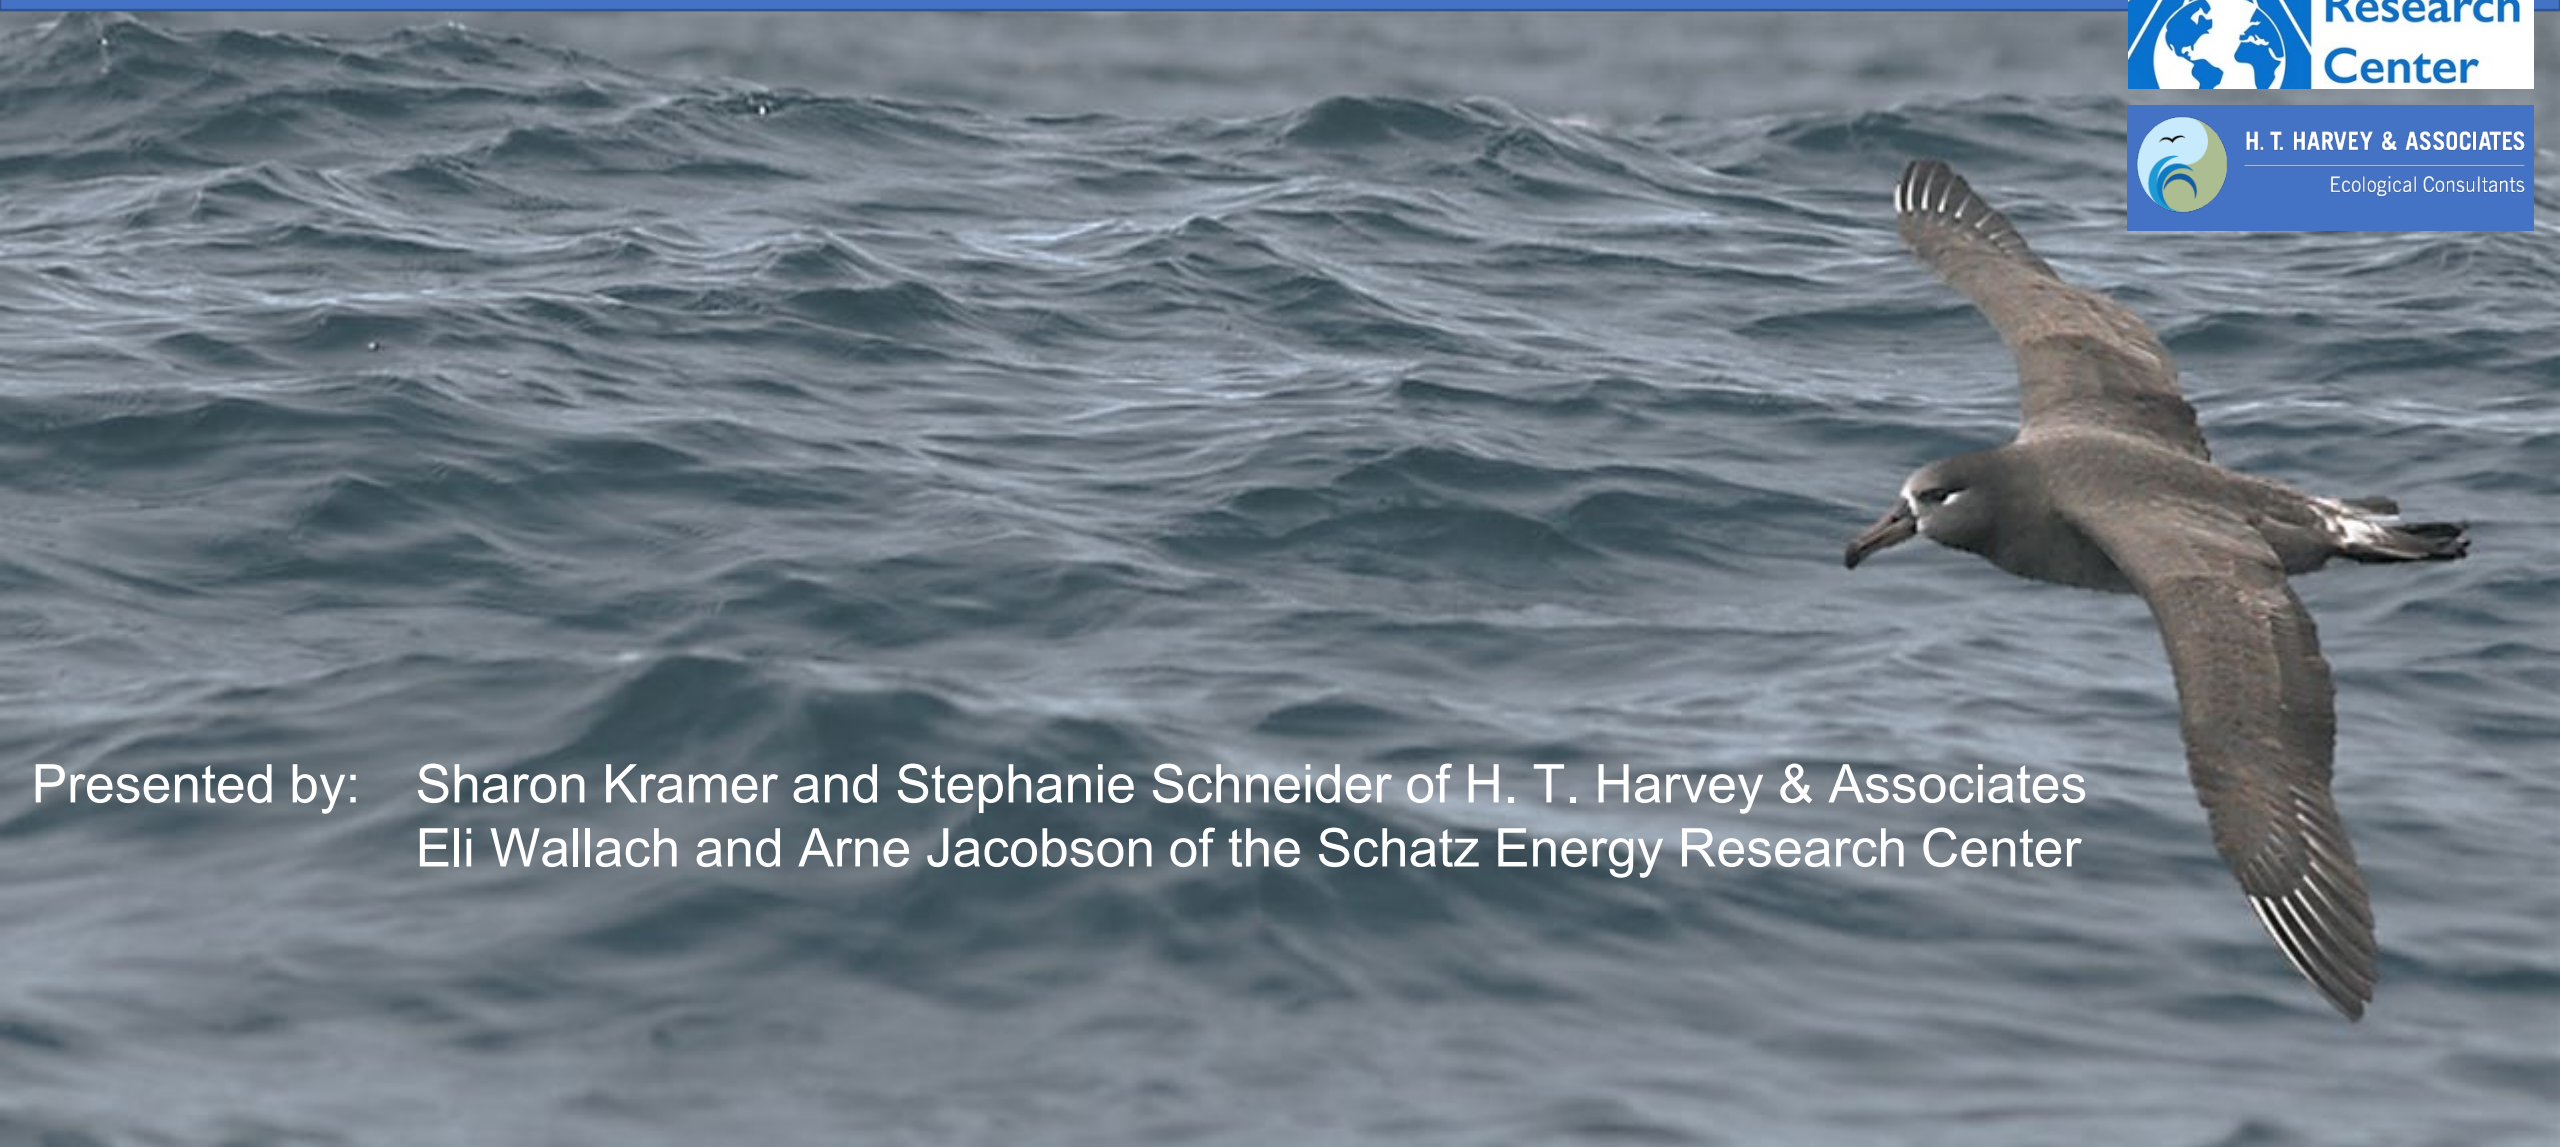 Research
Center
H. T. HARVEY & ASSOCIATES
Ecological Consultants
Presented by: Sharon Kramer and Stephanie Schneider of H. T. Harvey & Associates
Eli Wallach and Arne Jacobson of the Schatz Energy Research Center